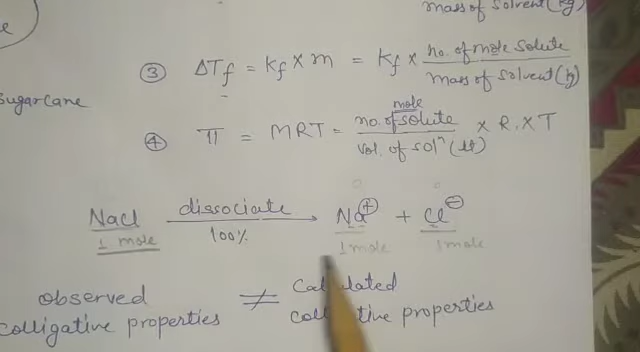 mass of solvent (kg)
③ ΔTf = Kf × m = Kf × no. of mole solute / mass of solvent (kg)
sugarcane
mole
④ π = MRT = no. of solute / vol. of solⁿ (lit) × R × T
NaCl dissociate 100% → Na⊕ + Cl⊖
1 mole 1 mole 1 mole
observed ≠ Calculated
colligative properties properties